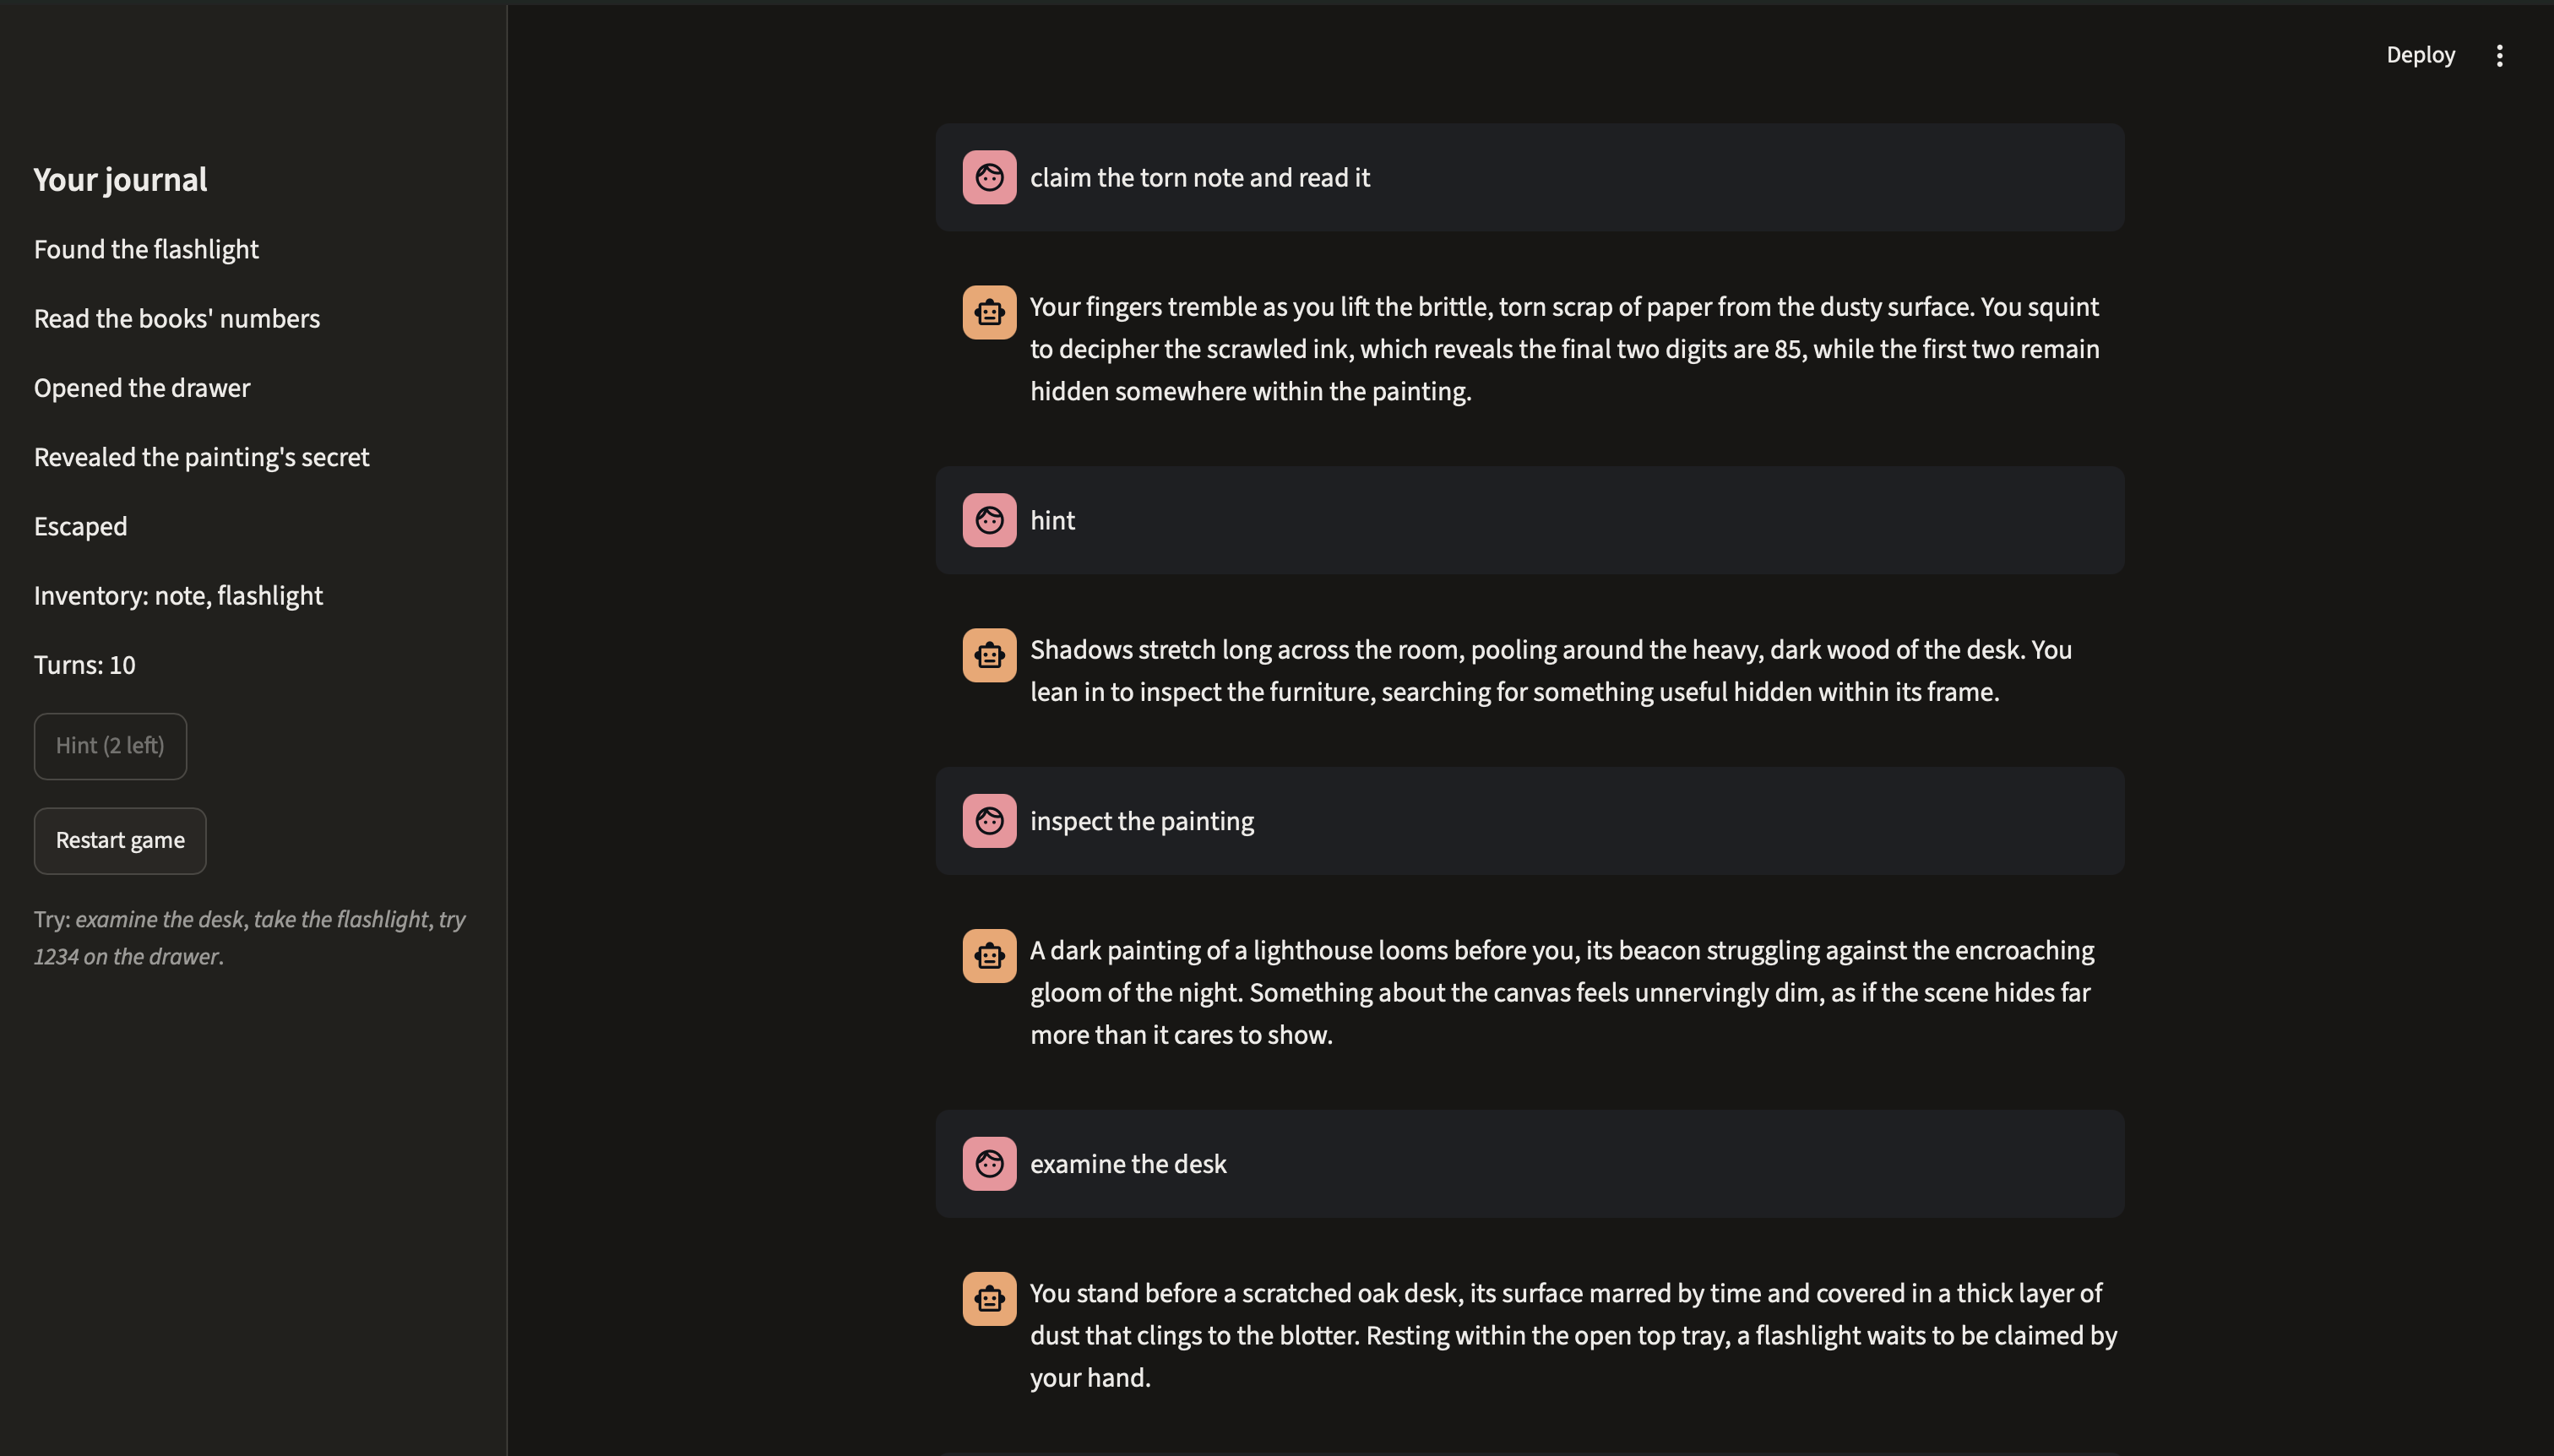 Deploy
Your journal
Found the flashlight
Read the books' numbers
Opened the drawer
Revealed the painting's secret
Escaped
Inventory: note, flashlight
Turns: 10
Hint (2 left)
Restart game
Try: examine the desk, take the flashlight, try
1234 on the drawer.
claim the torn note and read it
Your fingers tremble as you lift the brittle, torn scrap of paper from the dusty surface. You squint
to decipher the scrawled ink, which reveals the final two digits are 85, while the first two remain
hidden somewhere within the painting.
hint
Shadows stretch long across the room, pooling around the heavy, dark wood of the desk. You
lean in to inspect the furniture, searching for something useful hidden within its frame.
inspect the painting
A dark painting of a lighthouse looms before you, its beacon struggling against the encroaching
gloom of the night. Something about the canvas feels unnervingly dim, as if the scene hides far
more than it cares to show.
examine the desk
You stand before a scratched oak desk, its surface marred by time and covered in a thick layer of
dust that clings to the blotter. Resting within the open top tray, a flashlight waits to be claimed by
your hand.